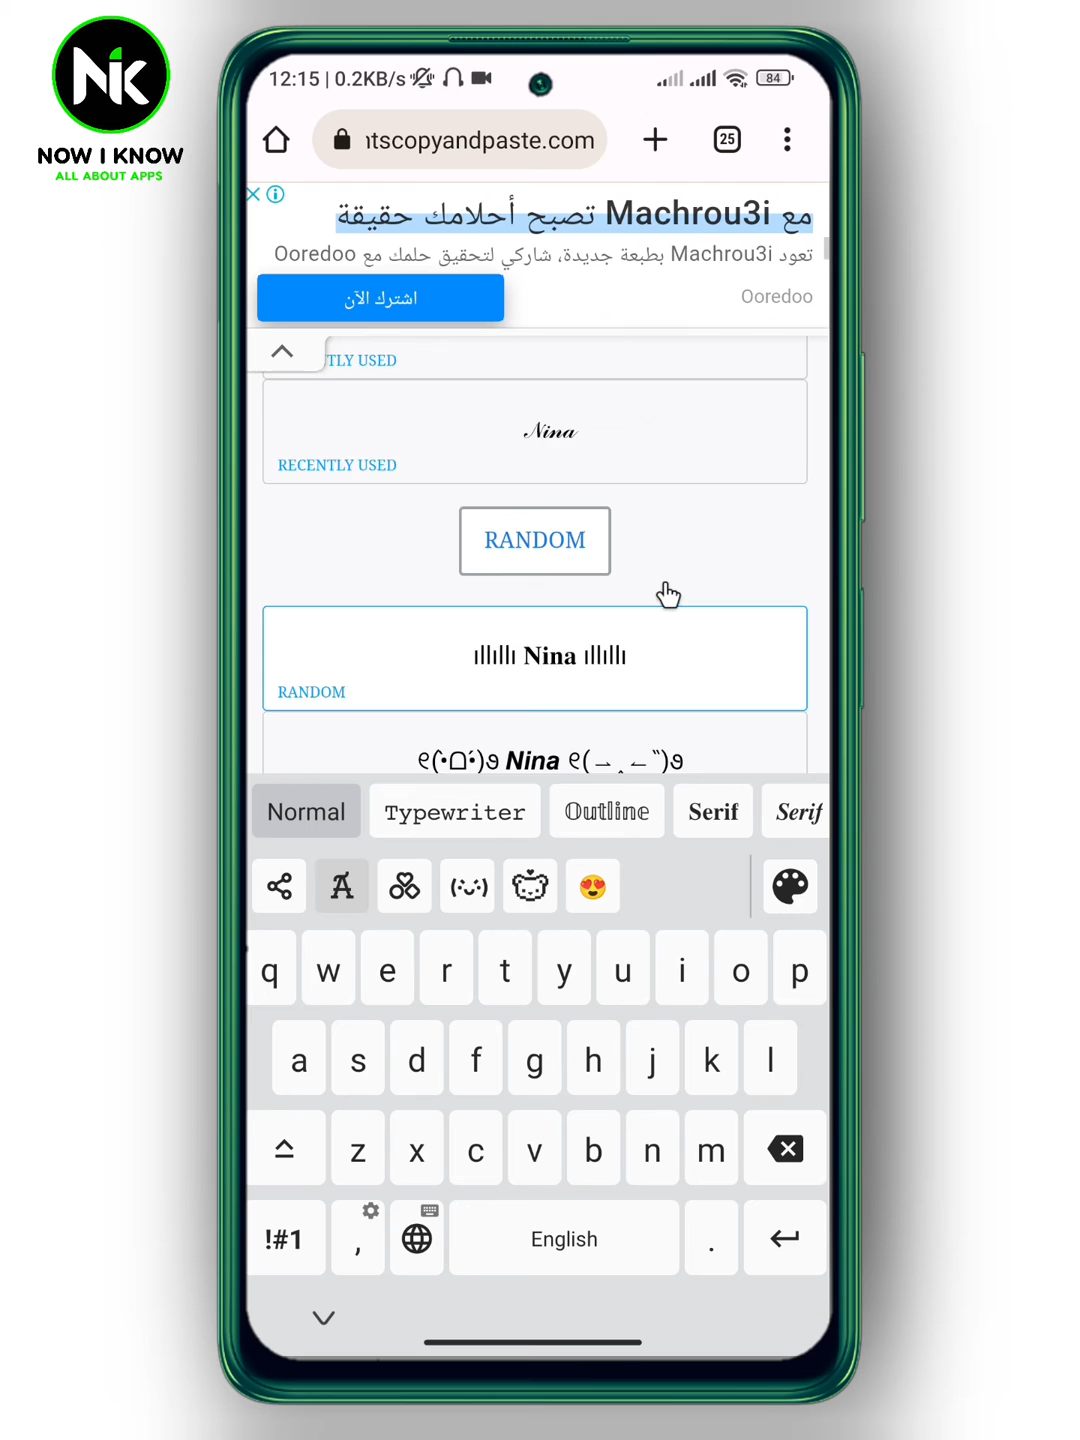 NiK
NOW I KNOW
ALL ABOUT APPS
12:15 | 0.2KB/s
84
ntscopyandpaste.com
25
مع Machrou3i تصبح أحلامك حقيقة
تعود Machrou3i بطبعة جديدة، شاركي لتحقيق حلمك مع Ooredoo
اشترك الآن
Ooredoo
TLY USED
𝒩𝒾𝓃𝒶
RECENTLY USED
RANDOM
ıllıllı 𝐍𝐢𝐧𝐚 ıllıllı
RANDOM
𝑵𝒊𝒏𝒂
Normal
Typewriter
𝕆𝕦𝕥𝕝𝕚𝕟𝕖
Serif
Serif
q w e r t y u i o p
a s d f g h j k l
z x c v b n m
!#1 , English .